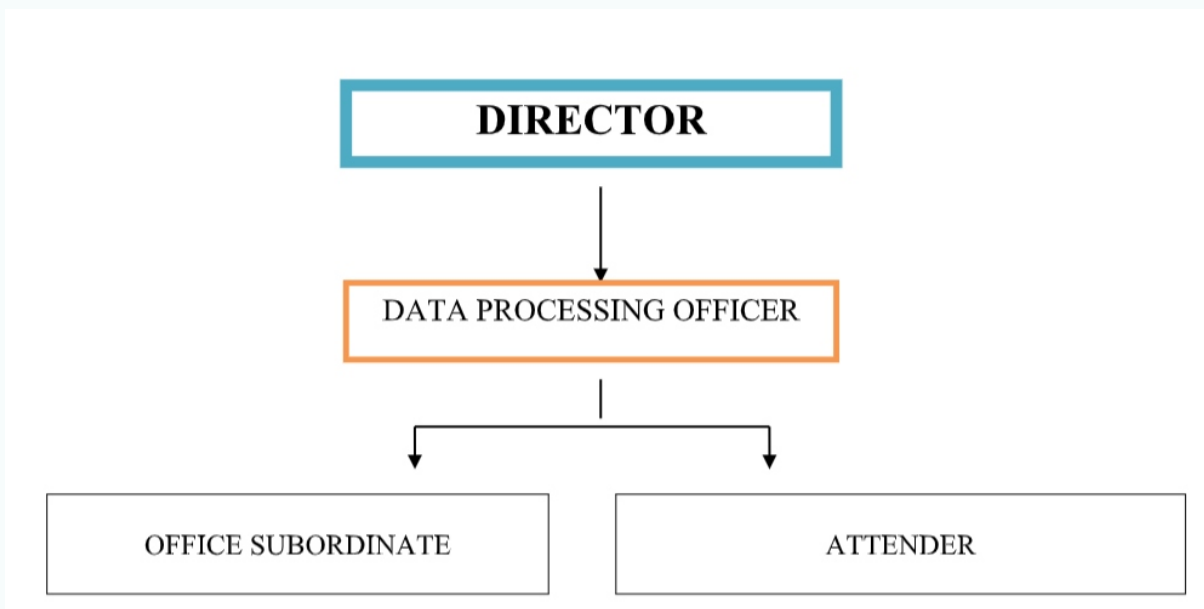 DIRECTOR
DATA PROCESSING OFFICER
OFFICE SUBORDINATE
ATTENDER